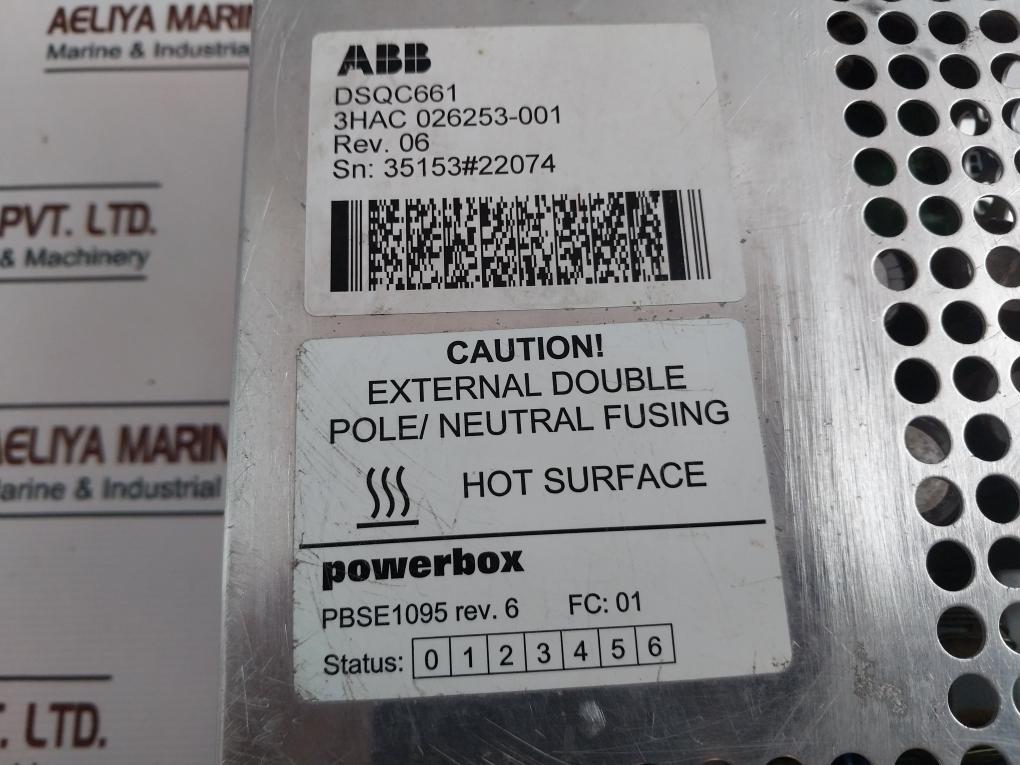 AELIYA MARIN
Marine & Industrial
PVT. LTD.
& Machinery
AELIYA MARIN
Marine & Industrial
T. LTD.
ABB
DSQC661
3HAC 026253-001
Rev. 06
Sn: 35153#22074
CAUTION!
EXTERNAL DOUBLE
POLE/ NEUTRAL FUSING
HOT SURFACE
powerbox
PBSE1095 rev. 6 FC: 01
Status: 0 1 2 3 4 5 6